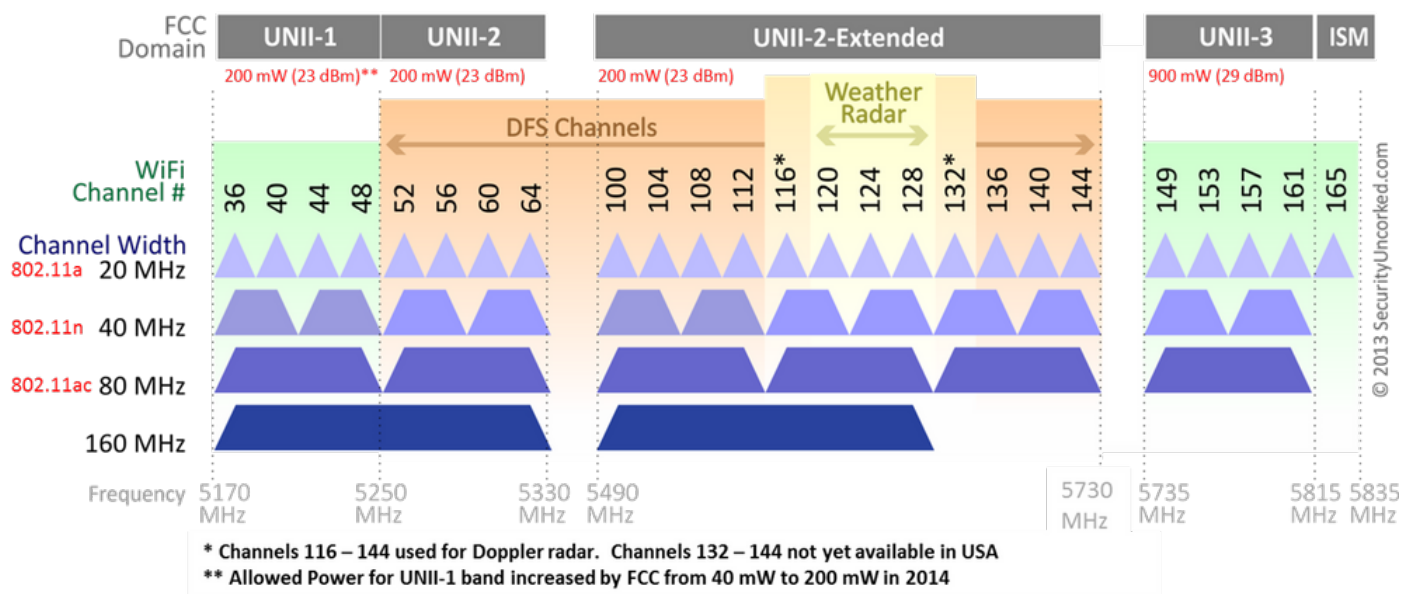 FCC
Domain
UNII-1
UNII-2
UNII-2-Extended
UNII-3
ISM
200 mW (23 dBm)**
200 mW (23 dBm)
200 mW (23 dBm)
900 mW (29 dBm)
Weather
Radar
DFS Channels
WiFi
Channel #
36 40 44 48 52 56 60 64 100 104 108 112 116* 120 124 128 132* 136 140 144 149 153 157 161 165
Channel Width
802.11a 20 MHz
802.11n 40 MHz
802.11ac 80 MHz
160 MHz
Frequency
5170
MHz
5250
MHz
5330
MHz
5490
MHz
5730
MHz
5735
MHz
5815
MHz
5835
MHz
© 2013 SecurityUncorked.com
* Channels 116 – 144 used for Doppler radar. Channels 132 – 144 not yet available in USA
** Allowed Power for UNII-1 band increased by FCC from 40 mW to 200 mW in 2014